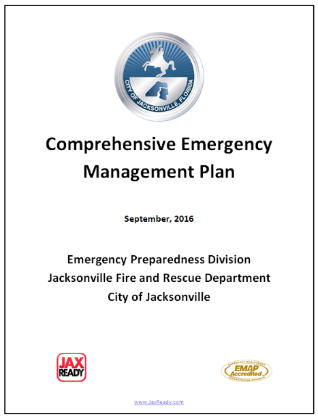 CITY OF JACKSONVILLE, FLORIDA
Comprehensive Emergency
Management Plan
September, 2016
Emergency Preparedness Division
Jacksonville Fire and Rescue Department
City of Jacksonville
JAX
READY
EMAP
Accredited
www.JaxReady.com